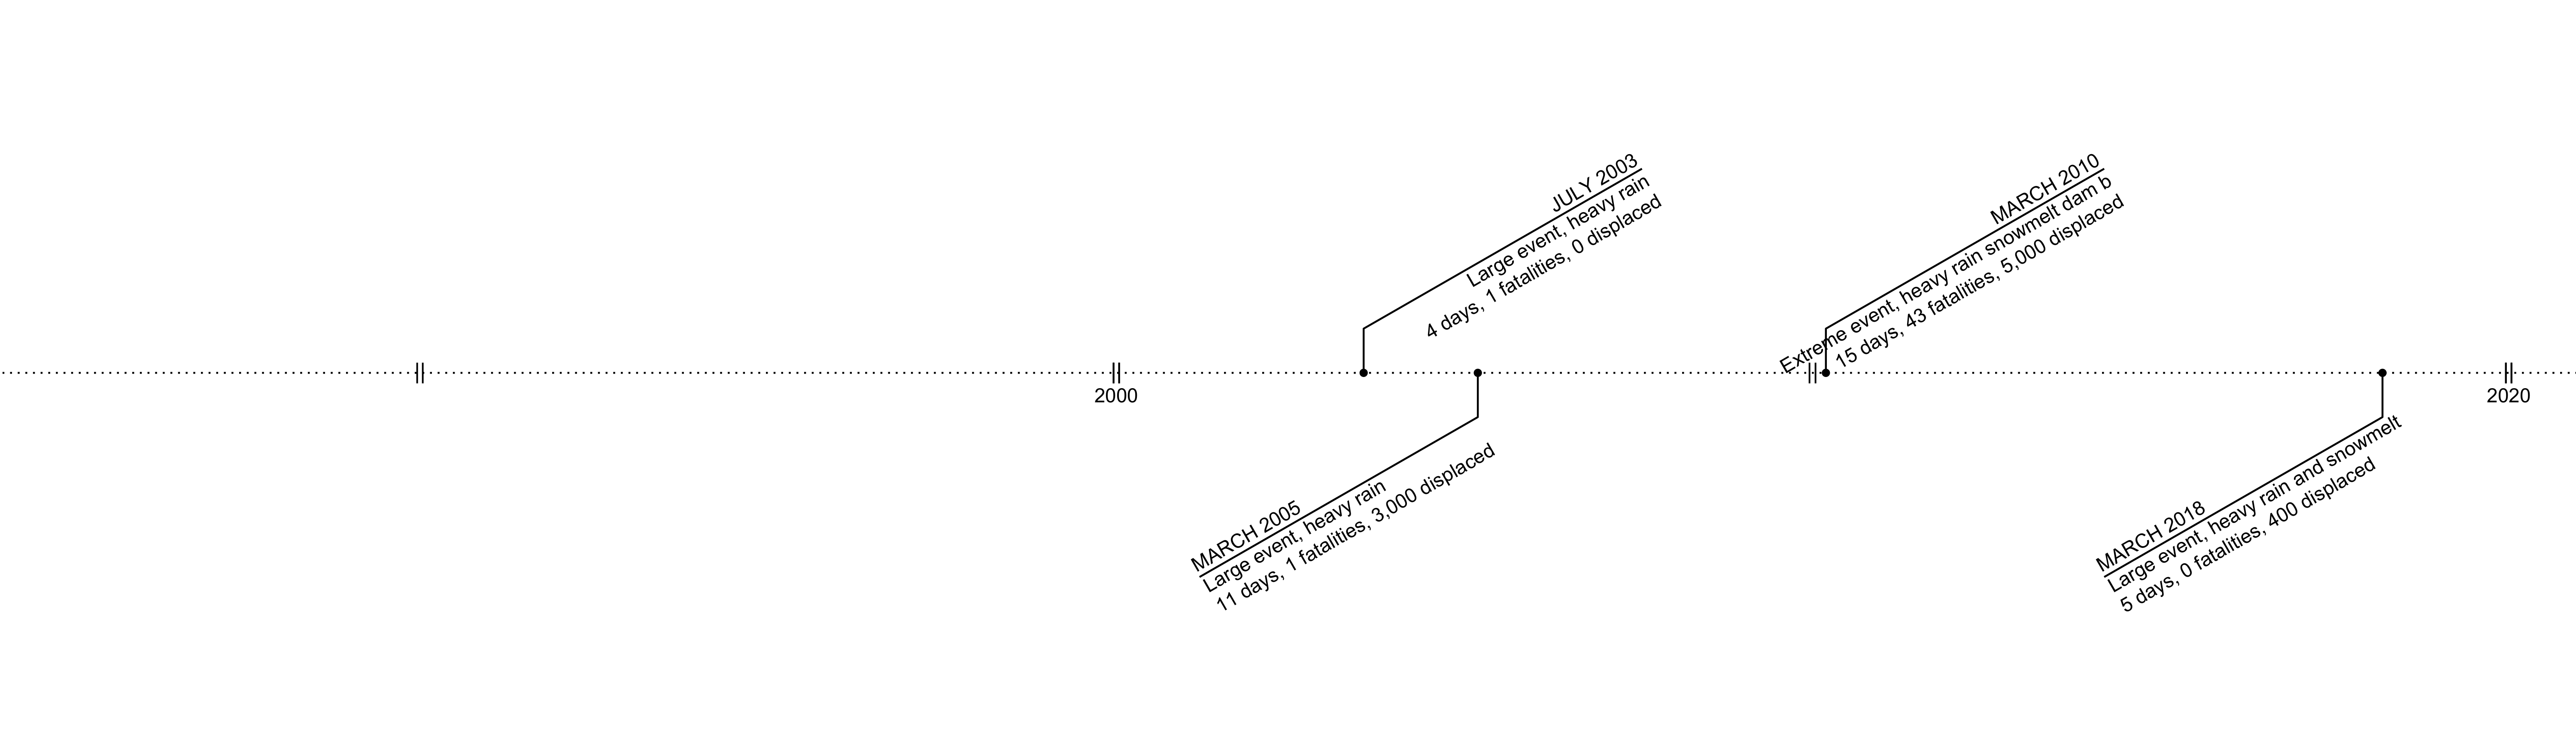 JULY 2003
Large event, heavy rain
4 days, 1 fatalities, 0 displaced
MARCH 2010
Extreme event, heavy rain snowmelt dam b
15 days, 43 fatalities, 5,000 displaced
2000
2020
MARCH 2005
Large event, heavy rain
11 days, 1 fatalities, 3,000 displaced
MARCH 2018
Large event, heavy rain and snowmelt
5 days, 0 fatalities, 400 displaced